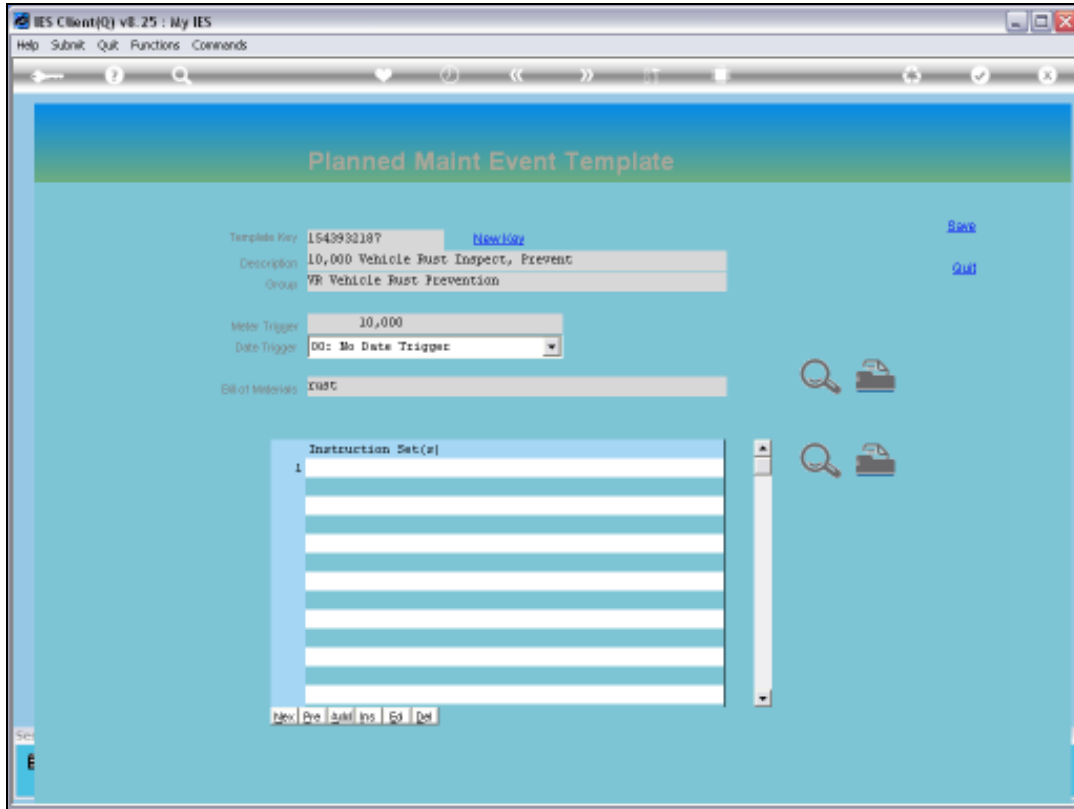 IES Client(Q) v8.25 : My IES
Help Submit Quit Functions Commands
Planned Maint Event Template
Template Key 1543932187 New Key
Save
Description 10,000 Vehicle Rust Inspect, Prevent
Quit
Group VR Vehicle Rust Prevention
Meter Trigger 10,000
Date Trigger 00: No Date Trigger
Bill of Materials rust
Instruction Set(s)
1
Nex Pre Add Ins Ed Del